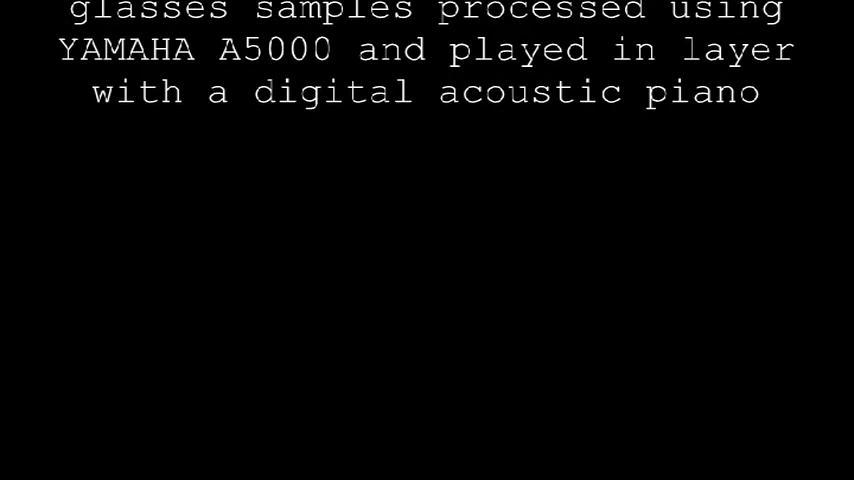 glasses samples processed using
YAMAHA A5000 and played in layer
with a digital acoustic piano